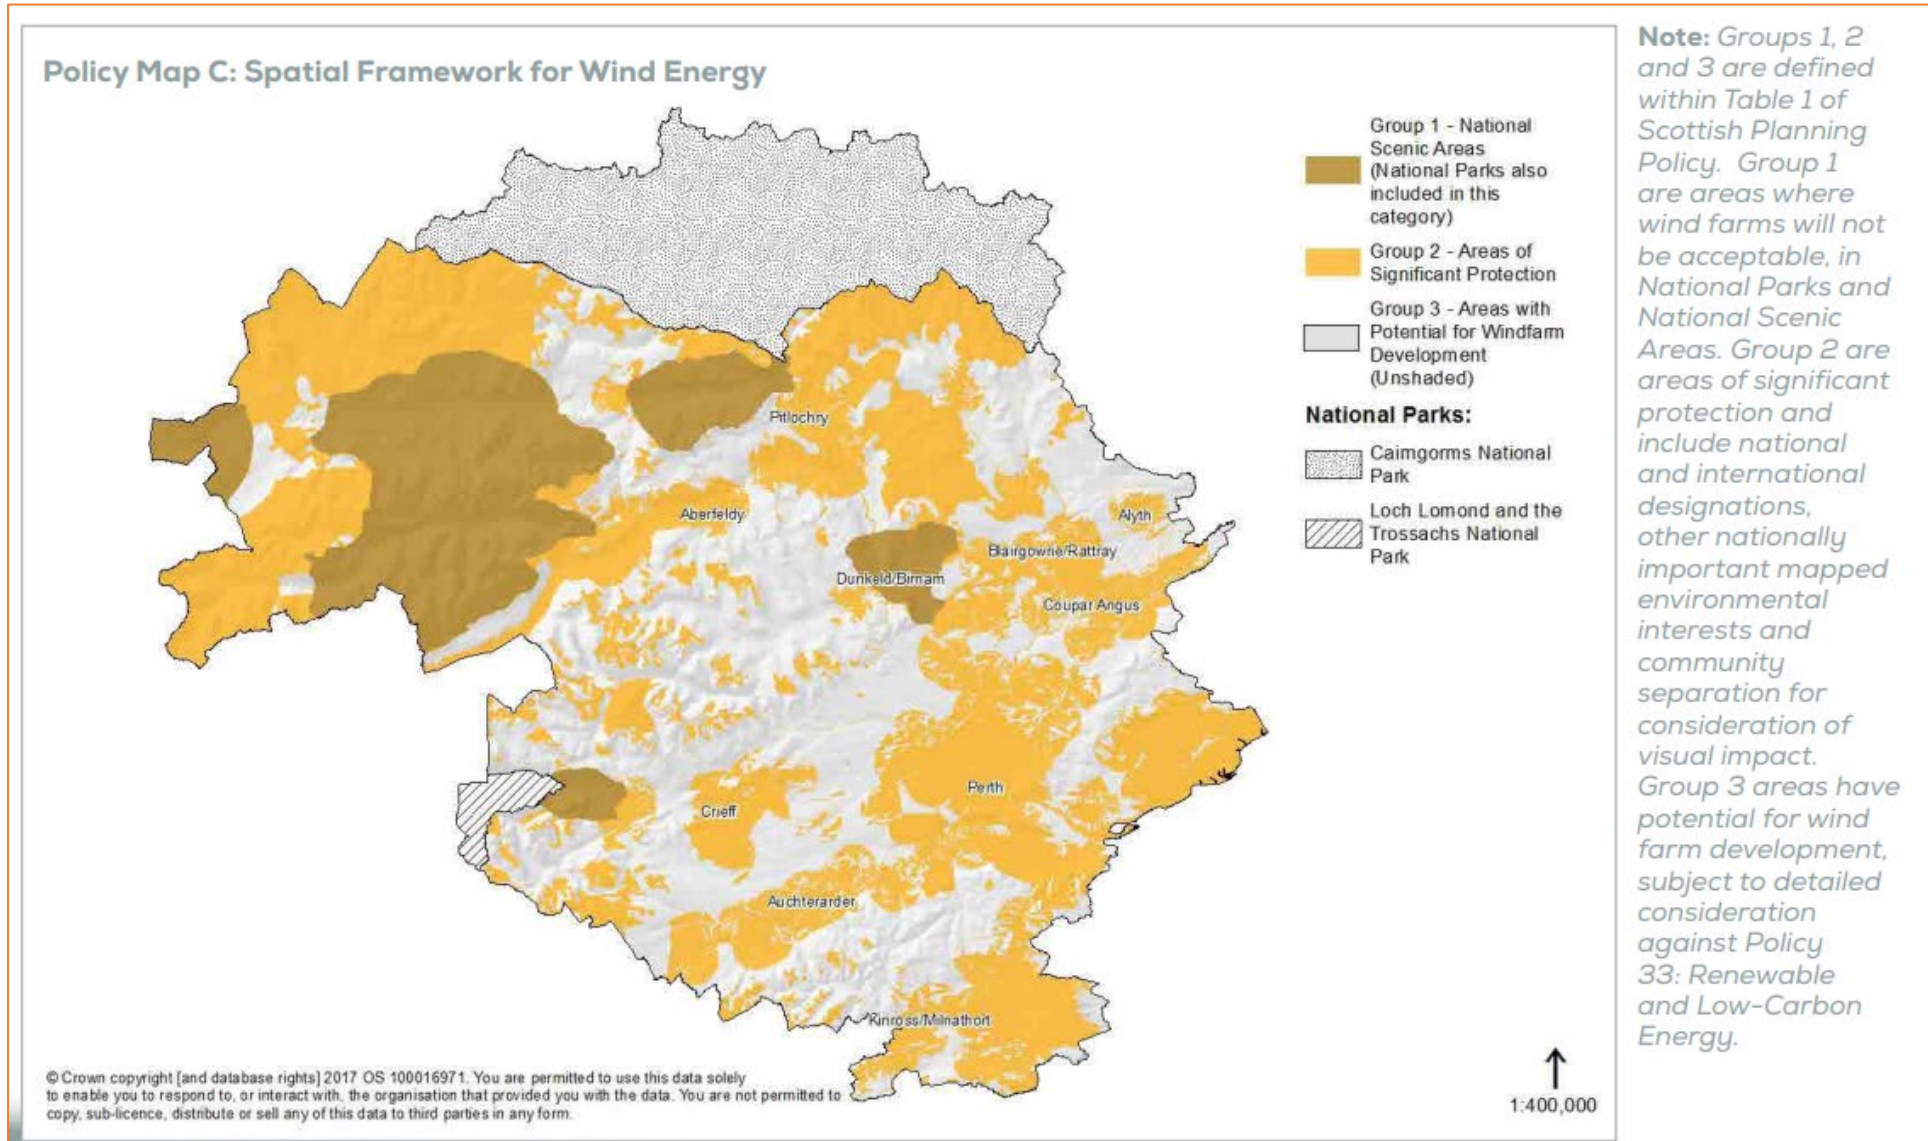 Policy Map C: Spatial Framework for Wind Energy
Group 1 - National
Scenic Areas
(National Parks also
included in this
category)
Group 2 - Areas of
Significant Protection
Group 3 - Areas with
Potential for Windfarm
Development
(Unshaded)
National Parks:
Cairngorms National
Park
Loch Lomond and the
Trossachs National
Park
Pitlochry
Aberfeldy
Alyth
Blairgowrie/Rattray
Dunkeld/Birnam
Coupar Angus
Perth
Crieff
Auchterarder
Kinross/Milnathort
© Crown copyright [and database rights] 2017 OS 100016971. You are permitted to use this data solely
to enable you to respond to, or interact with, the organisation that provided you with the data. You are not permitted to
copy, sub-licence, distribute or sell any of this data to third parties in any form.
1:400,000
Note: Groups 1, 2
and 3 are defined
within Table 1 of
Scottish Planning
Policy. Group 1
are areas where
wind farms will not
be acceptable, in
National Parks and
National Scenic
Areas. Group 2 are
areas of significant
protection and
include national
and international
designations,
other nationally
important mapped
environmental
interests and
community
separation for
consideration of
visual impact.
Group 3 areas have
potential for wind
farm development,
subject to detailed
consideration
against Policy
33: Renewable
and Low-Carbon
Energy.